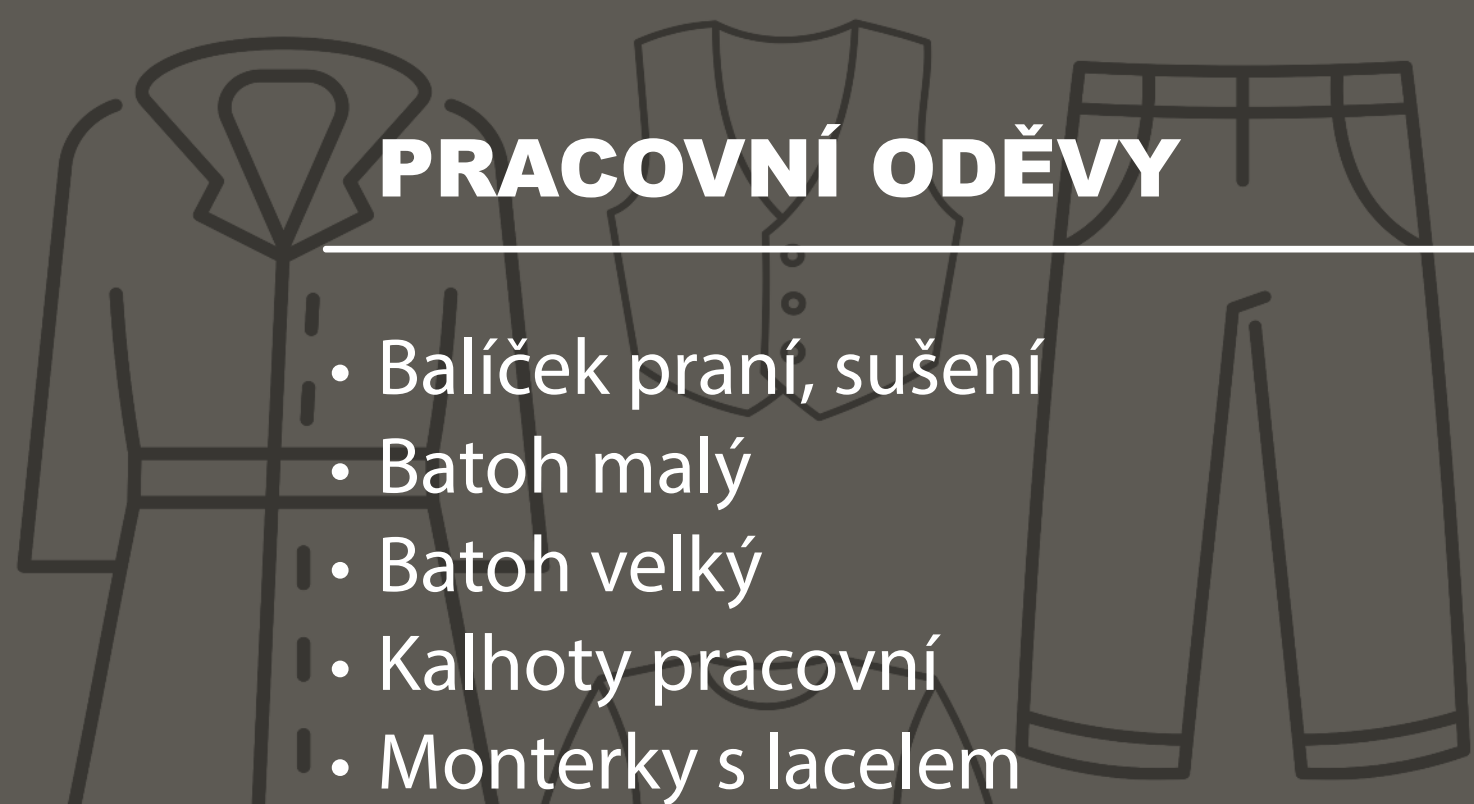 PRACOVNÍ ODĚVY
• Balíček praní, sušení
• Batoh malý
• Batoh velký
• Kalhoty pracovní
• Monterky s lacelem